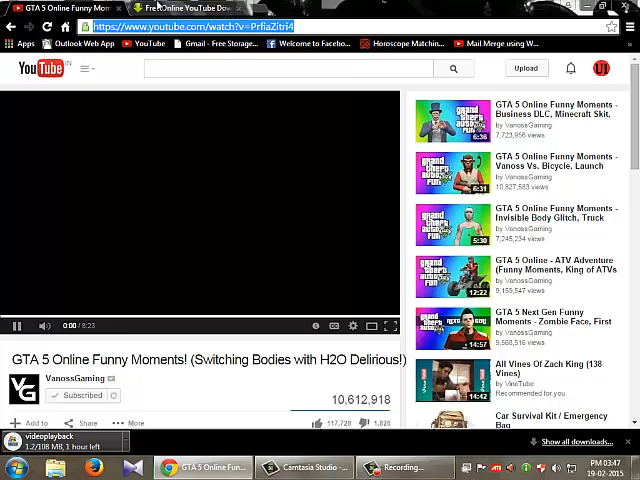 GTA 5 Online Funny Mom
Free Online YouTube Dow
https://www.youtube.com/watch?v=PrfiaZitri4
Apps
Outlook Web App
YouTube
Gmail - Free Storage...
Welcome to Facebook...
Horoscope Matchin...
Mail Merge using W...
YouTube IN
Upload
UI
GTA 5 Online Funny Moments -
Business DLC, Minecraft Skit,
by VanossGaming
7,723,956 views
6:36
GTA 5 Online Funny Moments -
Vanoss Vs. Bicycle, Launch
by VanossGaming
10,827,583 views
6:31
GTA 5 Online Funny Moments -
Invisible Body Glitch, Truck
by VanossGaming
7,245,234 views
5:30
GTA 5 Online - ATV Adventure
(Funny Moments, King of ATVs
by VanossGaming
9,159,547 views
12:22
GTA 5 Next Gen Funny
Moments - Zombie Face, First
by VanossGaming
9,568,516 views
14:57
All Vines Of Zach King (138
Vines)
by VineTube
Recommended for you
14:42
Car Survival Kit / Emergency
Bag
0:00 / 8:23
GTA 5 Online Funny Moments! (Switching Bodies with H2O Delirious!)
VG
VanossGaming
Subscribed
10,612,918
Add to
Share
More
117,728
1,825
videoplayback
1.2/108 MB, 1 hour left
Show all downloads...
GTA 5 Online Fun...
Camtasia Studio - ...
Recording...
PM 03:47
19-02-2015